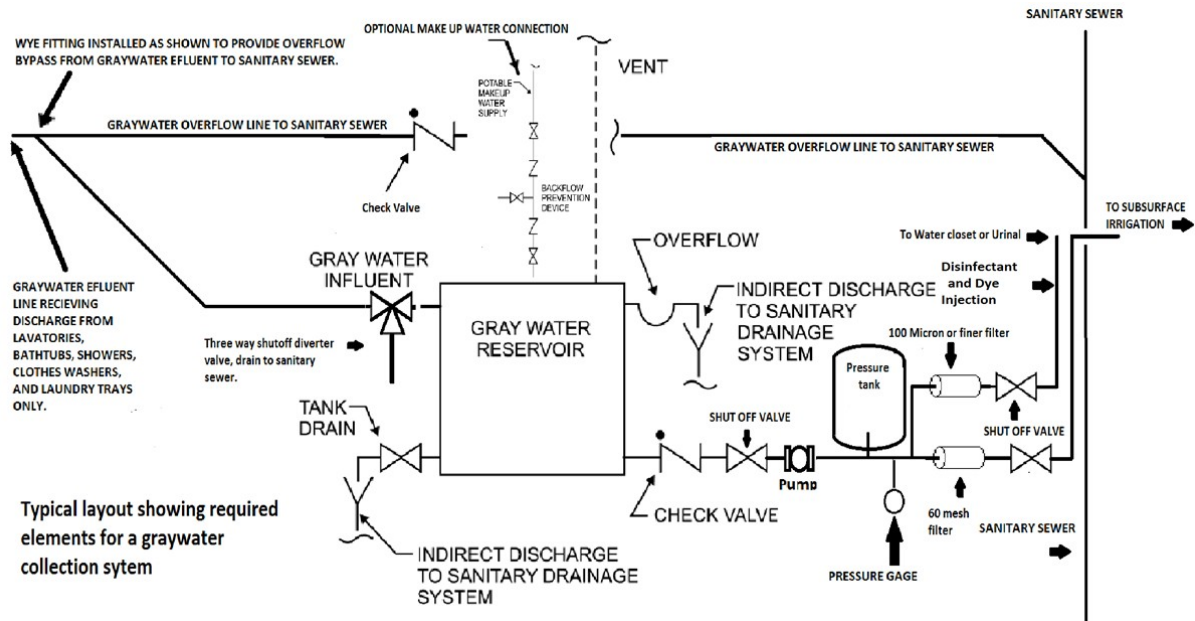 SANITARY SEWER
WYE FITTING INSTALLED AS SHOWN TO PROVIDE OVERFLOW
BYPASS FROM GRAYWATER EFLUENT TO SANITARY SEWER.
OPTIONAL MAKE UP WATER CONNECTION
VENT
POTABLE
MAKEUP
WATER
SUPPLY
GRAYWATER OVERFLOW LINE TO SANITARY SEWER
GRAYWATER OVERFLOW LINE TO SANITARY SEWER
Check Valve
BACKFLOW
PREVENTION
DEVICE
TO SUBSURFACE
IRRIGATION
To Water closet or Urinal
OVERFLOW
GRAY WATER
INFLUENT
Disinfectant
and Dye
Injection
GRAYWATER EFLUENT
LINE RECIEVING
DISCHARGE FROM
LAVATORIES,
BATHTUBS, SHOWERS,
CLOTHES WASHERS,
AND LAUNDRY TRAYS
ONLY.
GRAY WATER
RESERVOIR
INDIRECT DISCHARGE
TO SANITARY
DRAINAGE
SYSTEM
100 Micron or finer filter
Three way shutoff diverter
valve, drain to sanitary
sewer.
Pressure
tank
TANK
DRAIN
SHUT OFF VALVE
SHUT OFF VALVE
Pump
Typical layout showing required
elements for a graywater
collection sytem
CHECK VALVE
60 mesh
filter
SANITARY SEWER
INDIRECT DISCHARGE
TO SANITARY DRAINAGE
SYSTEM
PRESSURE GAGE